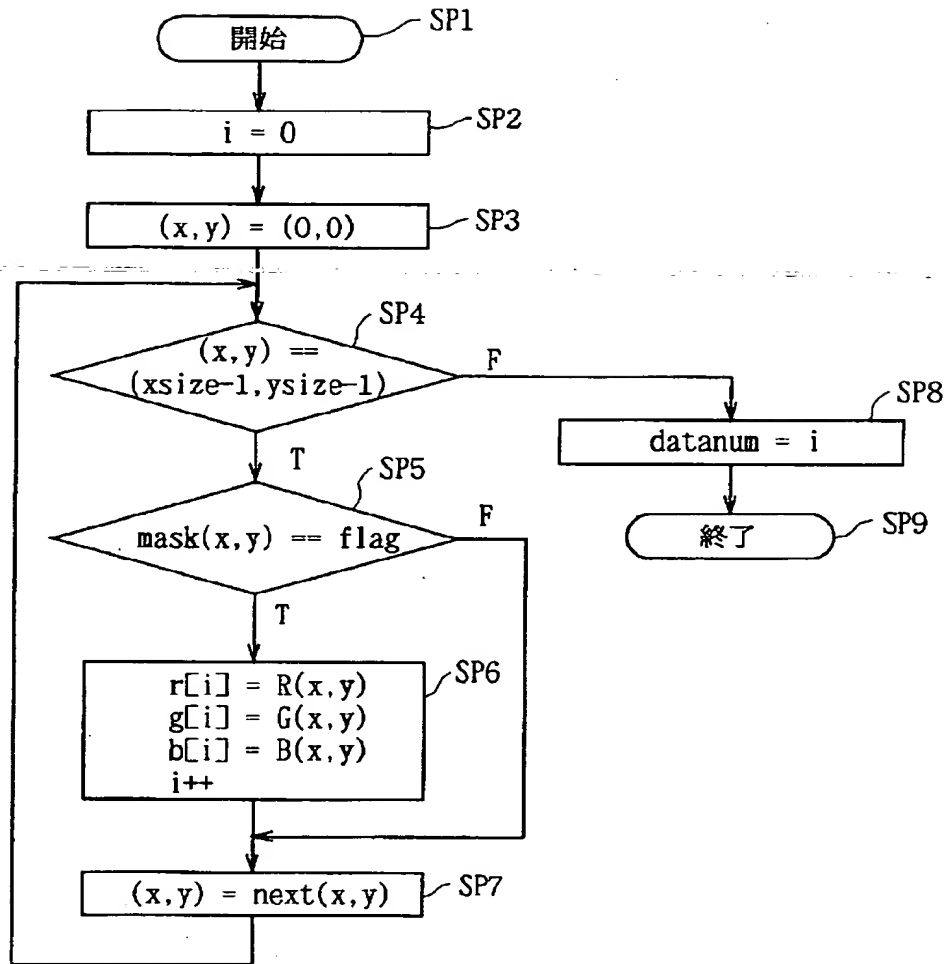 開始
SP1
i = 0
SP2
(x,y) = (0,0)
SP3
SP4
(x,y) ==
(xsize-1,ysize-1)
F
T
SP8
datanum = i
SP5
mask(x,y) == flag
F
T
終了
SP9
r[i] = R(x,y)
g[i] = G(x,y)
b[i] = B(x,y)
i++
SP6
(x,y) = next(x,y)
SP7